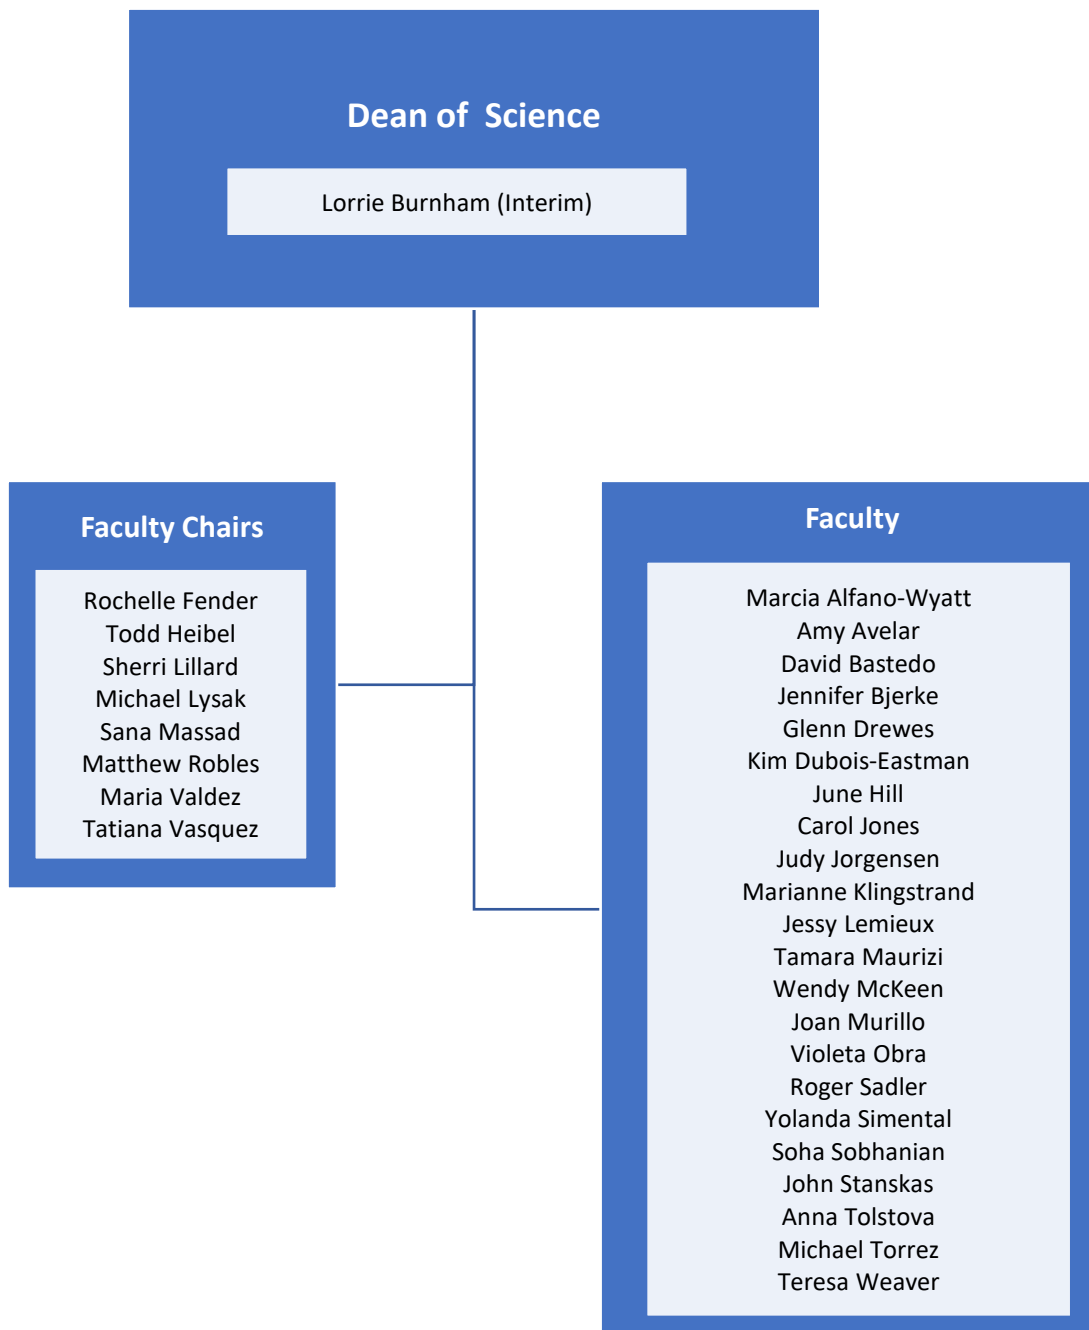 Dean of  Science
Lorrie Burnham (Interim)
Faculty Chairs
Rochelle Fender
Todd Heibel
Sherri Lillard
Michael Lysak
Sana Massad
Matthew Robles
Maria Valdez
Tatiana Vasquez
Faculty
Marcia Alfano-Wyatt
Amy Avelar
David Bastedo
Jennifer Bjerke
Glenn Drewes
Kim Dubois-Eastman
June Hill
Carol Jones
Judy Jorgensen
Marianne Klingstrand
Jessy Lemieux
Tamara Maurizi
Wendy McKeen
Joan Murillo
Violeta Obra
Roger Sadler
Yolanda Simental
Soha Sobhanian
John Stanskas
Anna Tolstova
Michael Torrez
Teresa Weaver